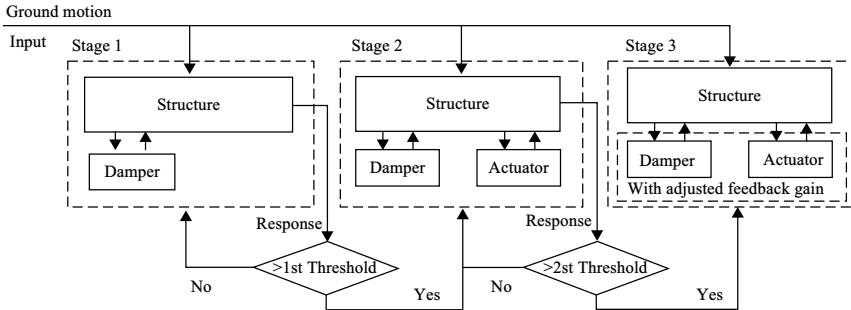 Ground motion
Input
Stage 1
Stage 2
Stage 3
Structure
Structure
Structure
Damper
Damper
Actuator
Damper
Actuator
With adjusted feedback gain
Response
Response
>1st Threshold
>2st Threshold
No
Yes
No
Yes